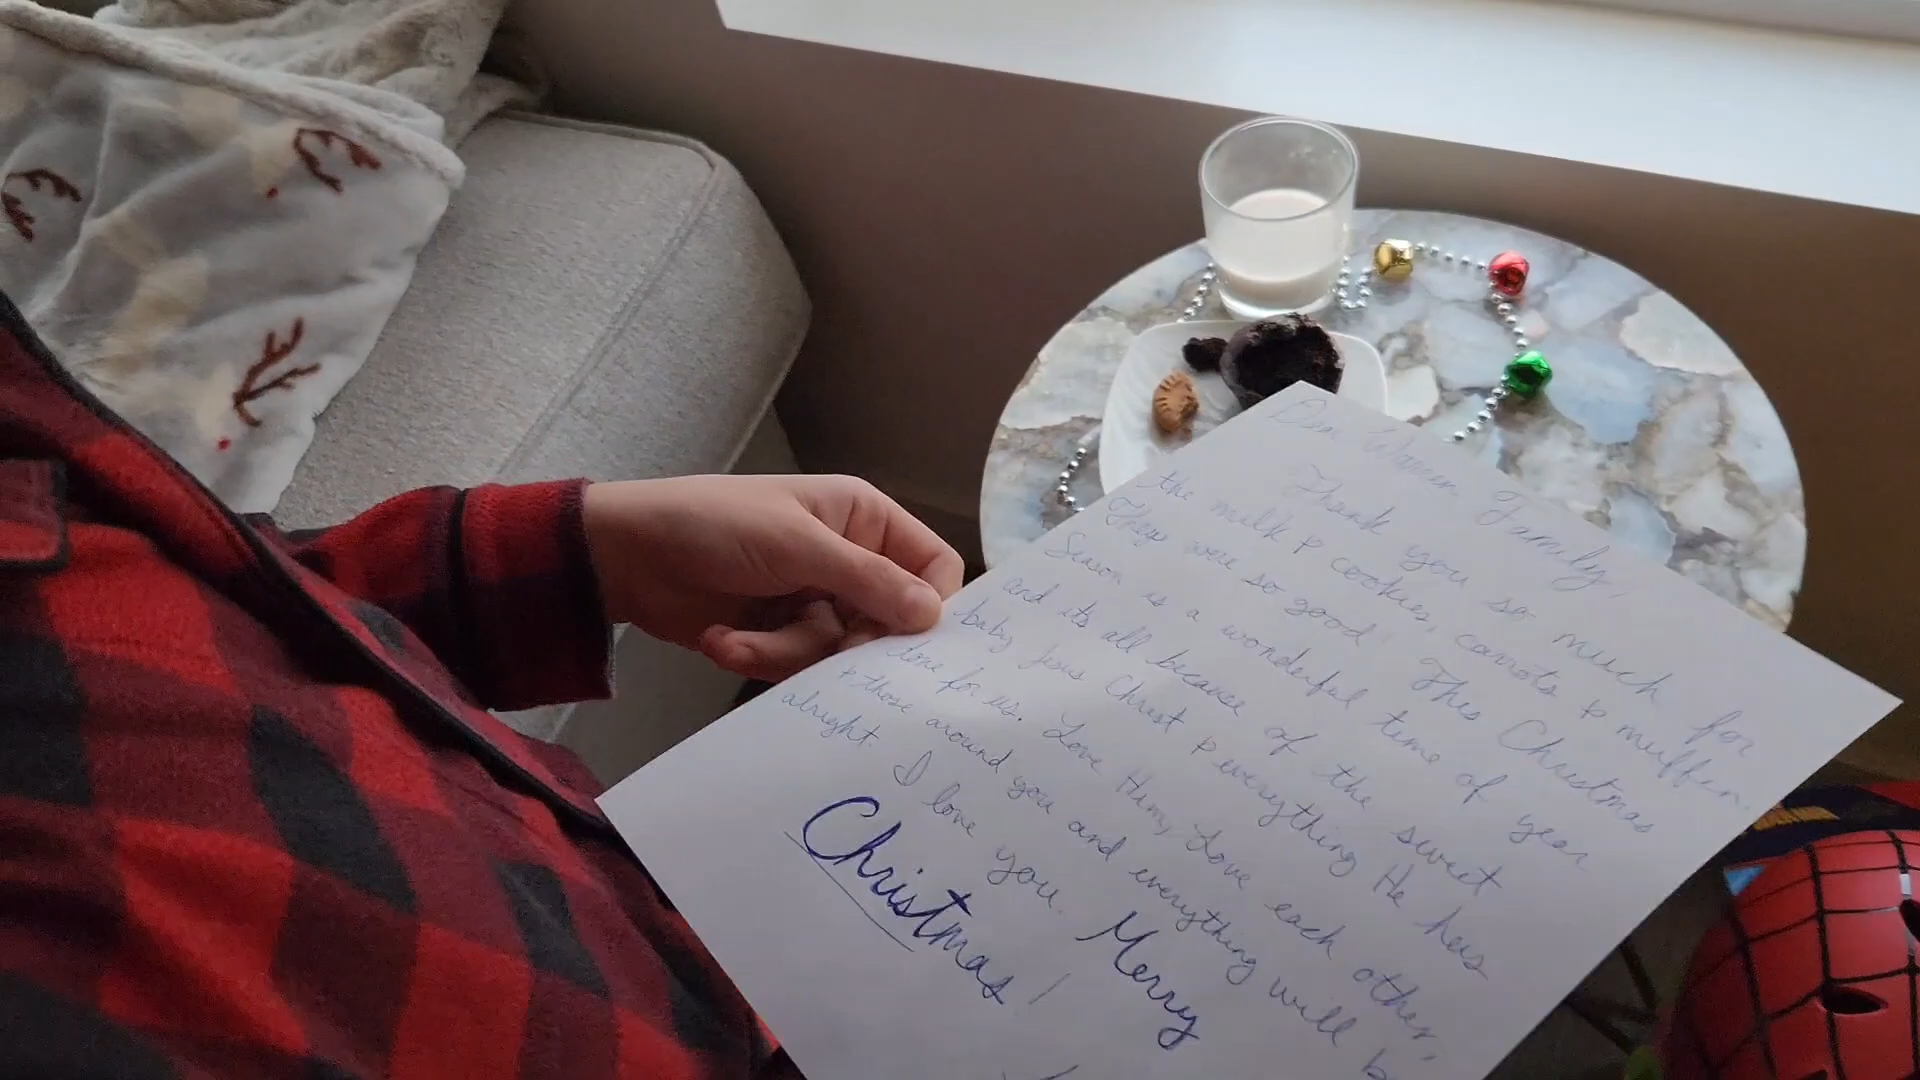 Dear Warren Family,
Thank you so much for
the milk & cookies, carrots & muffin.
They were so good! This Christmas
Season is a wonderful time of year
and its all because of the sweet
baby Jesus Christ & everything He has
done for us. Love Him, Love each other,
& those around you and everything will b
alright.
I love you. Merry
Christmas!